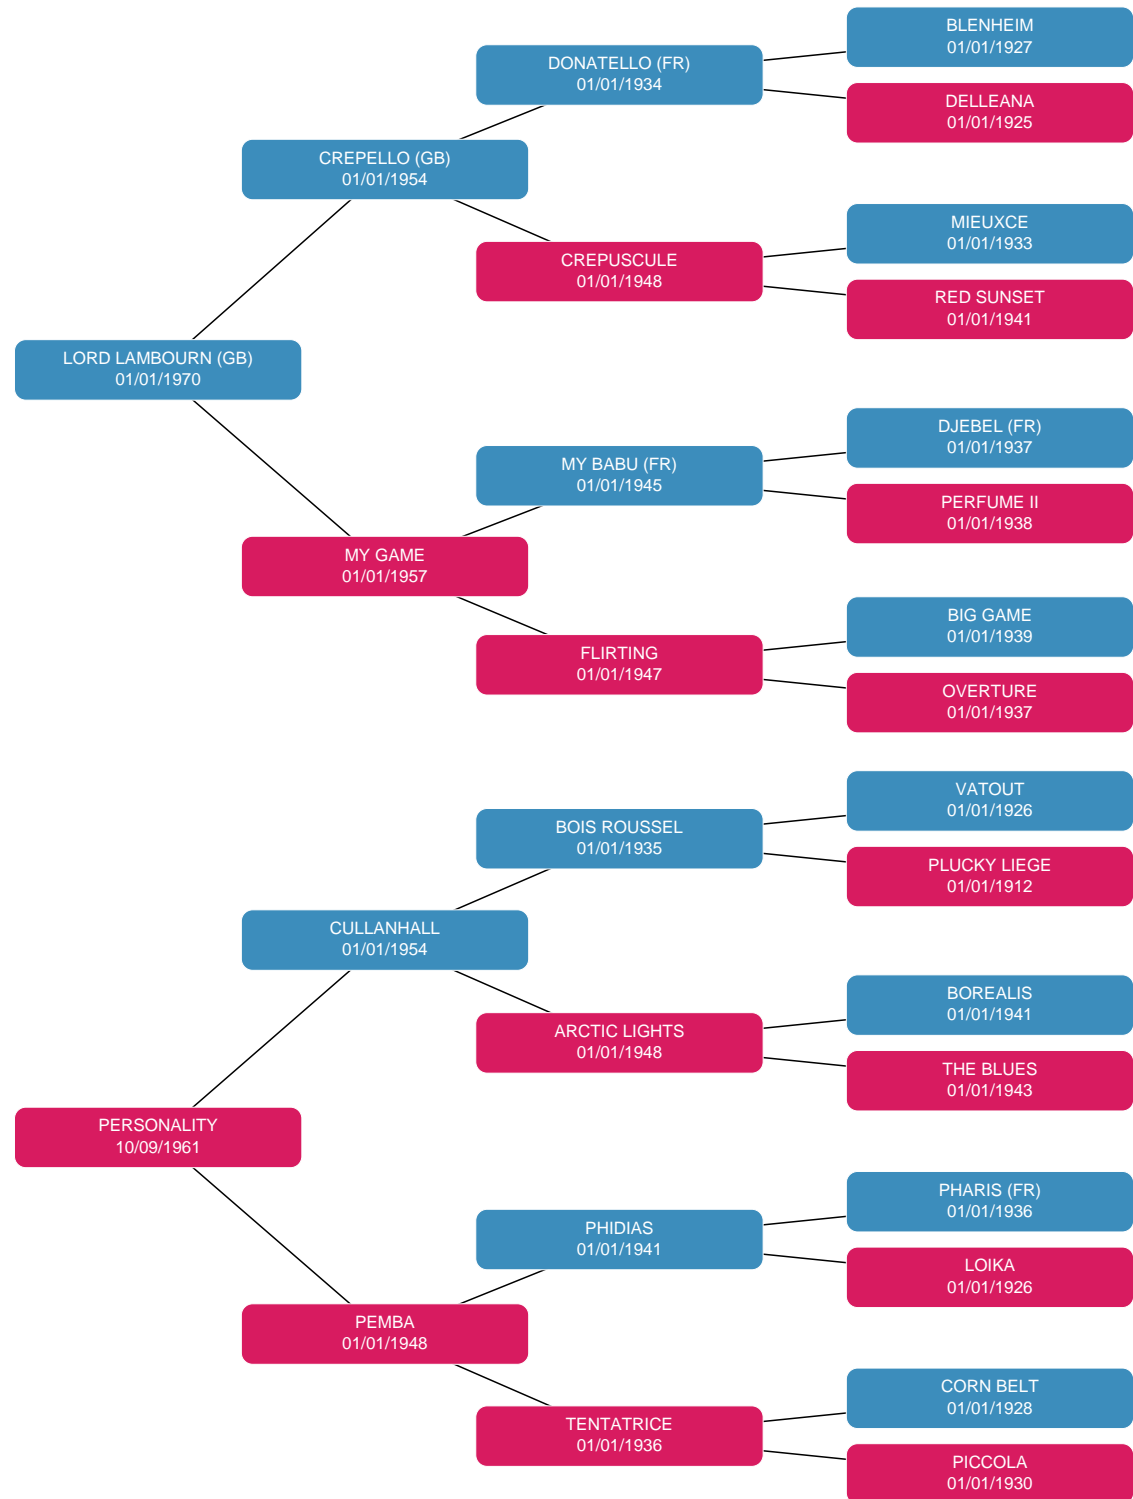 BLENHEIM
01/01/1927
DONATELLO (FR)
01/01/1934
DELLEANA
01/01/1925
CREPELLO (GB)
01/01/1954
MIEUXCE
01/01/1933
CREPUSCULE
01/01/1948
RED SUNSET
01/01/1941
LORD LAMBOURN (GB)
01/01/1970
DJEBEL (FR)
01/01/1937
MY BABU (FR)
01/01/1945
PERFUME II
01/01/1938
MY GAME
01/01/1957
BIG GAME
01/01/1939
FLIRTING
01/01/1947
OVERTURE
01/01/1937
VATOUT
01/01/1926
BOIS ROUSSEL
01/01/1935
PLUCKY LIEGE
01/01/1912
CULLANHALL
01/01/1954
BOREALIS
01/01/1941
ARCTIC LIGHTS
01/01/1948
THE BLUES
01/01/1943
PERSONALITY
10/09/1961
PHARIS (FR)
01/01/1936
PHIDIAS
01/01/1941
LOIKA
01/01/1926
PEMBA
01/01/1948
CORN BELT
01/01/1928
TENTATRICE
01/01/1936
PICCOLA
01/01/1930